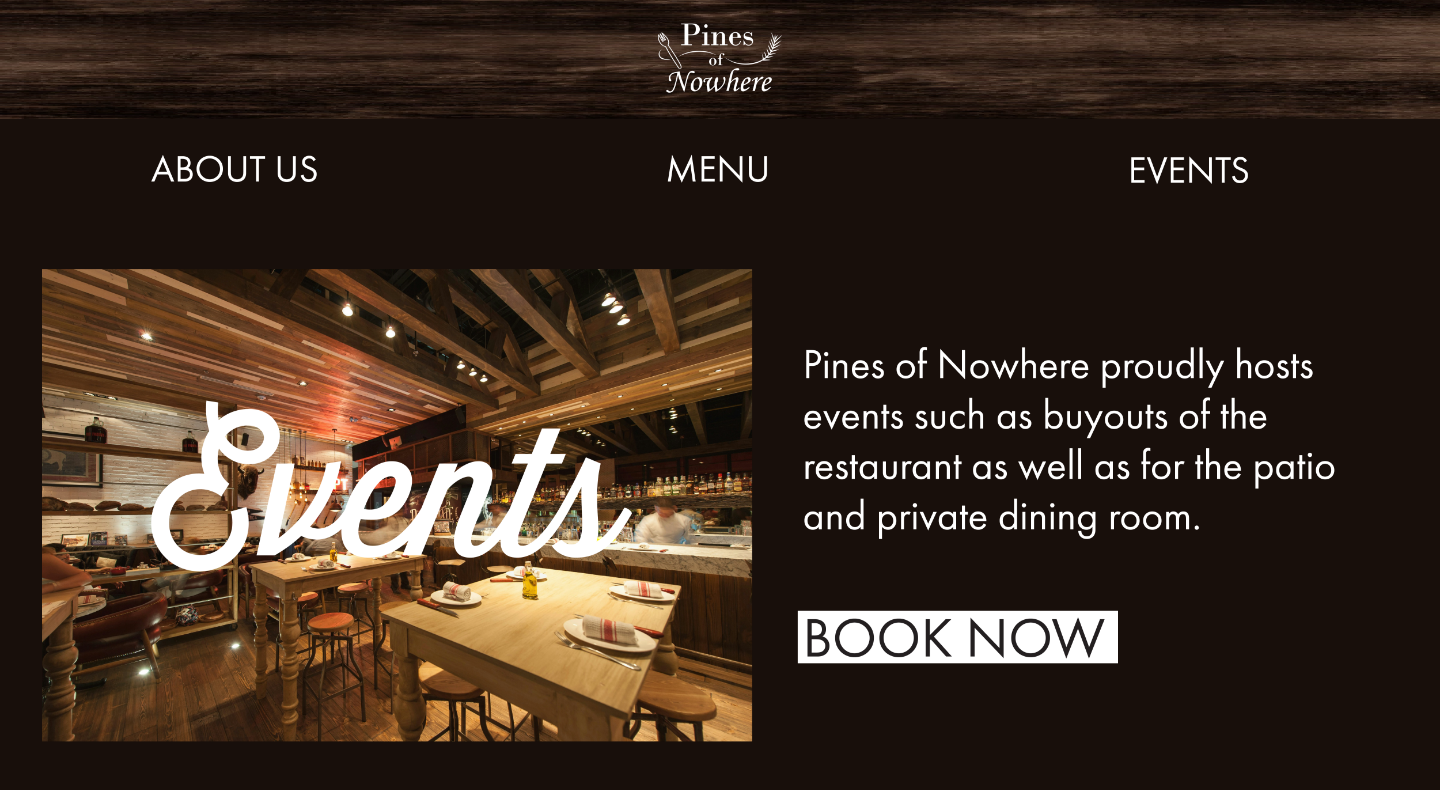 Pines
of
Nowhere
ABOUT US
MENU
EVENTS
Events
Pines of Nowhere proudly hosts
events such as buyouts of the
restaurant as well as for the patio
and private dining room.
BOOK NOW